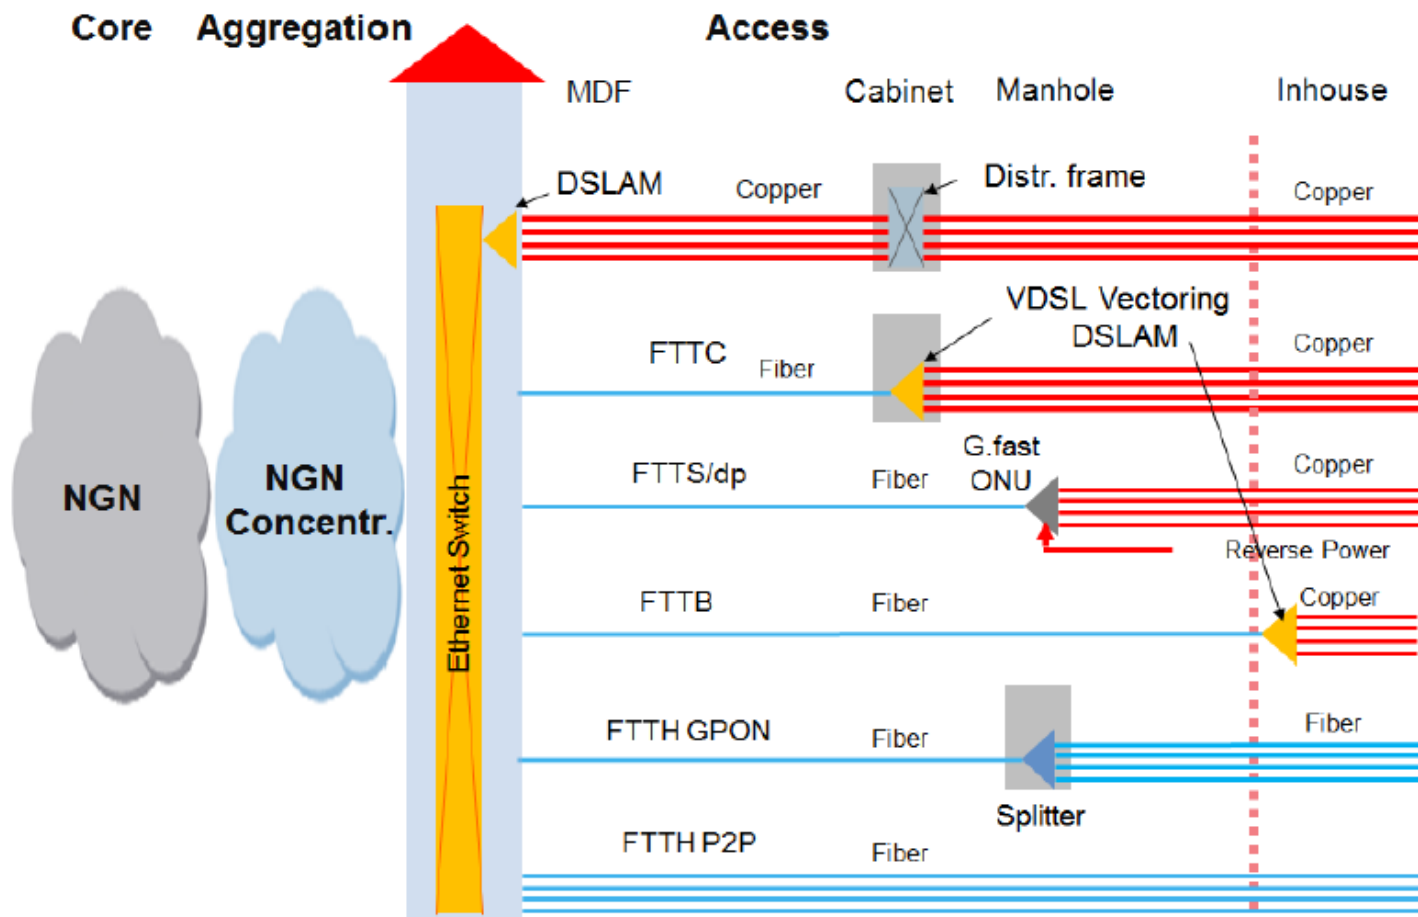 Core Aggregation Access
MDF Cabinet Manhole Inhouse
DSLAM Copper Distr. frame Copper
VDSL Vectoring
DSLAM
FTTC Fiber Copper
G.fast
ONU
FTTS/dp Fiber Copper
Reverse Power
NGN
NGN
Concentr.
Ethernet Switch
FTTB Fiber Copper
FTTH GPON Fiber Fiber
Splitter
FTTH P2P Fiber